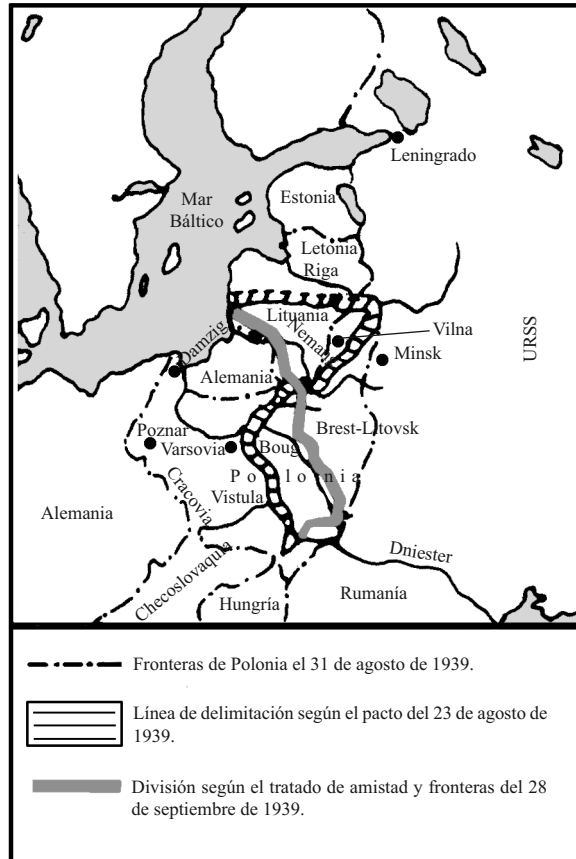 Leningrado
Mar
Báltico
Estonia
Letonia
Riga
Lituania
Neman
Vilna
Minsk
URSS
Damzig
Alemania
Poznar
Varsovia
Brest-Litovsk
Boug
Polonia
Vistula
Cracovia
Alemania
Checoslovaquia
Hungría
Dniester
Rumanía
Fronteras de Polonia el 31 de agosto de 1939.
Línea de delimitación según el pacto del 23 de agosto de
1939.
División según el tratado de amistad y fronteras del 28
de septiembre de 1939.